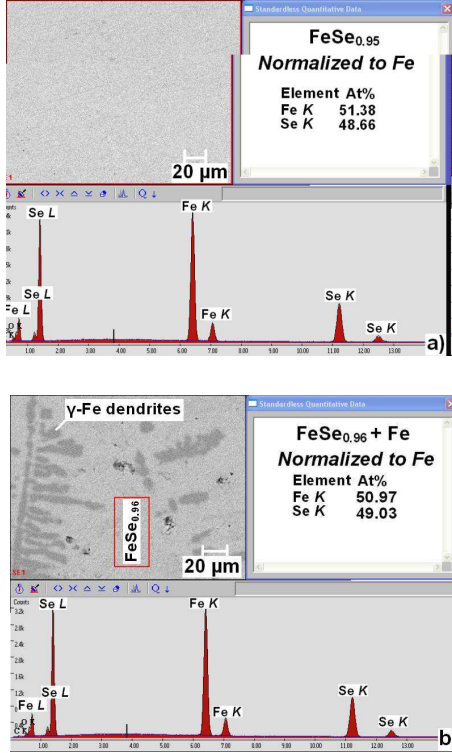 Standardless Quantitative Data
FeSe0.95
Normalized to Fe
Element At%
Fe K 51.38
Se K 48.66
20 µm
Se L
Fe K
Se L
Fe L
Fe K
Se K
Se K
1.00 2.00 3.00 4.00 5.00 6.00 7.00 8.00 9.00 10.00 11.00 12.00 13.00
a)
γ-Fe dendrites
FeSe0.96
20 µm
SE 1
Standardless Quantitative Data
FeSe0.96 + Fe
Normalized to Fe
Element At%
Fe K 50.97
Se K 49.03
Counts
3.2k
Se L
Fe K
Se L
Fe L
Fe K
Se K
Se K
1.00 2.00 3.00 4.00 5.00 6.00 7.00 8.00 9.00 10.00 11.00 12.00 13.00
b